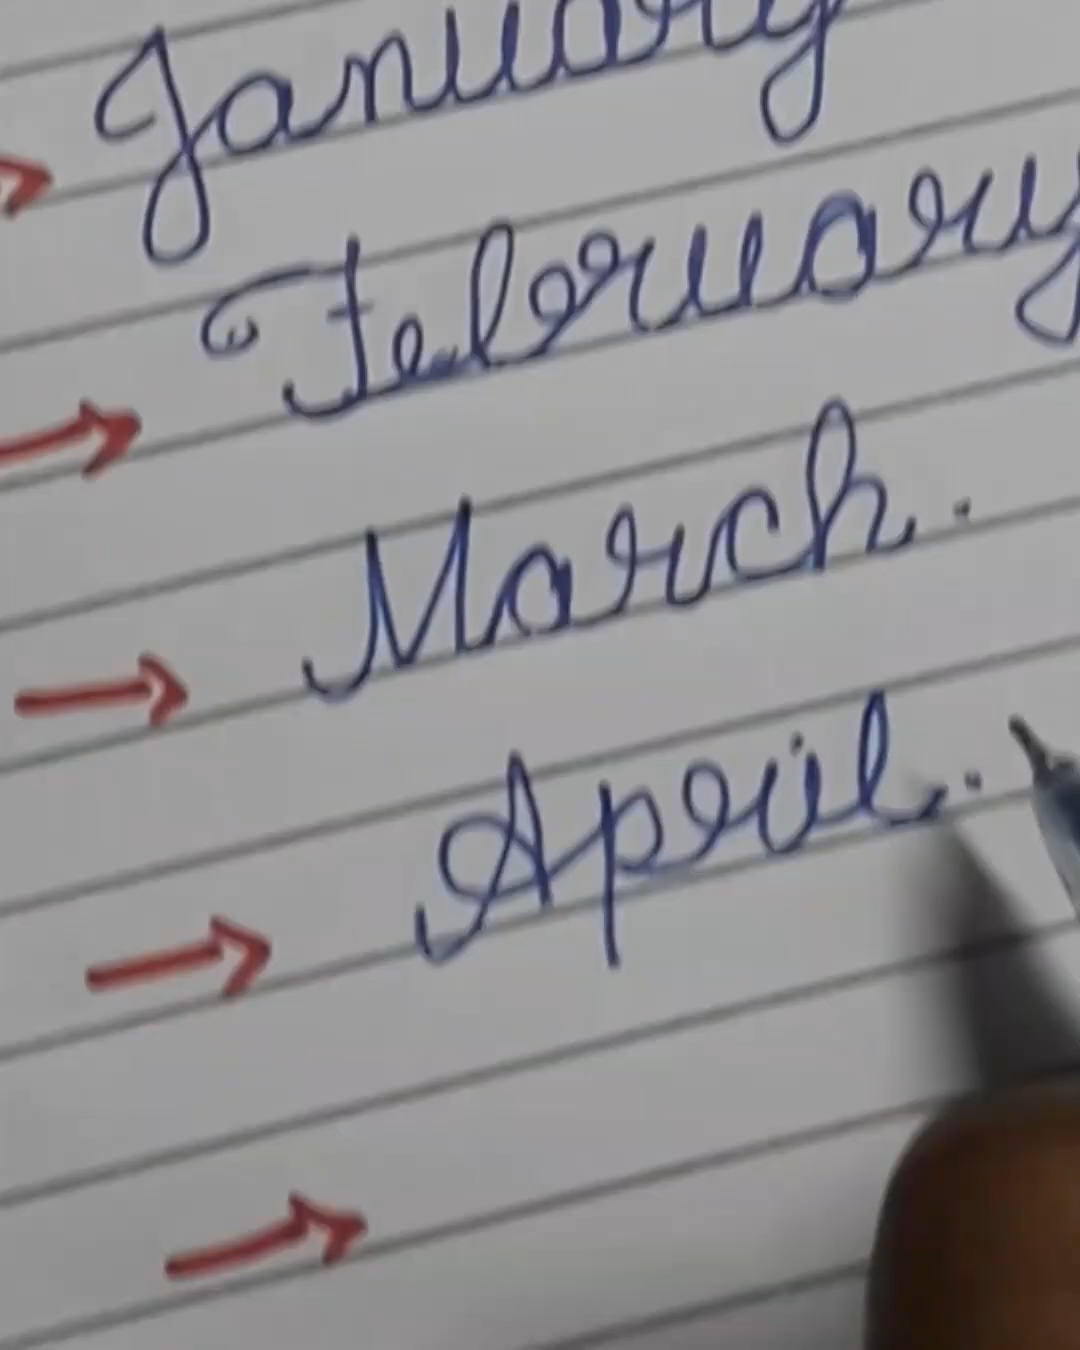 → January
→ February
→ March.
→ April.
→